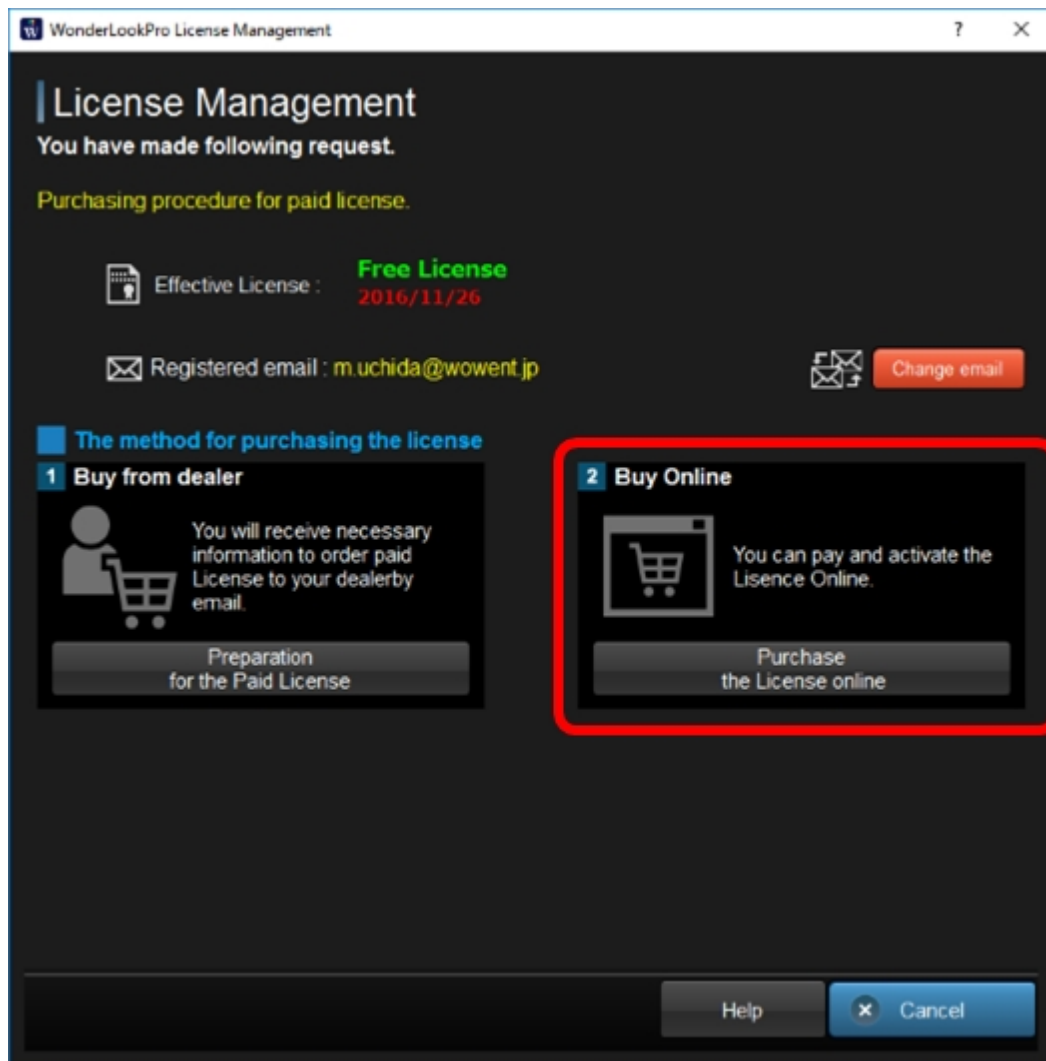 WonderLookPro License Management
License Management
You have made following request.
Purchasing procedure for paid license.
Effective License :
Free License
2016/11/26
Registered email : m.uchida@wowent.jp
Change email
The method for purchasing the license
1 Buy from dealer
You will receive necessary
information to order paid
License to your dealerby
email.
Preparation
for the Paid License
2 Buy Online
You can pay and activate the
Lisence Online.
Purchase
the License online
Help
Cancel